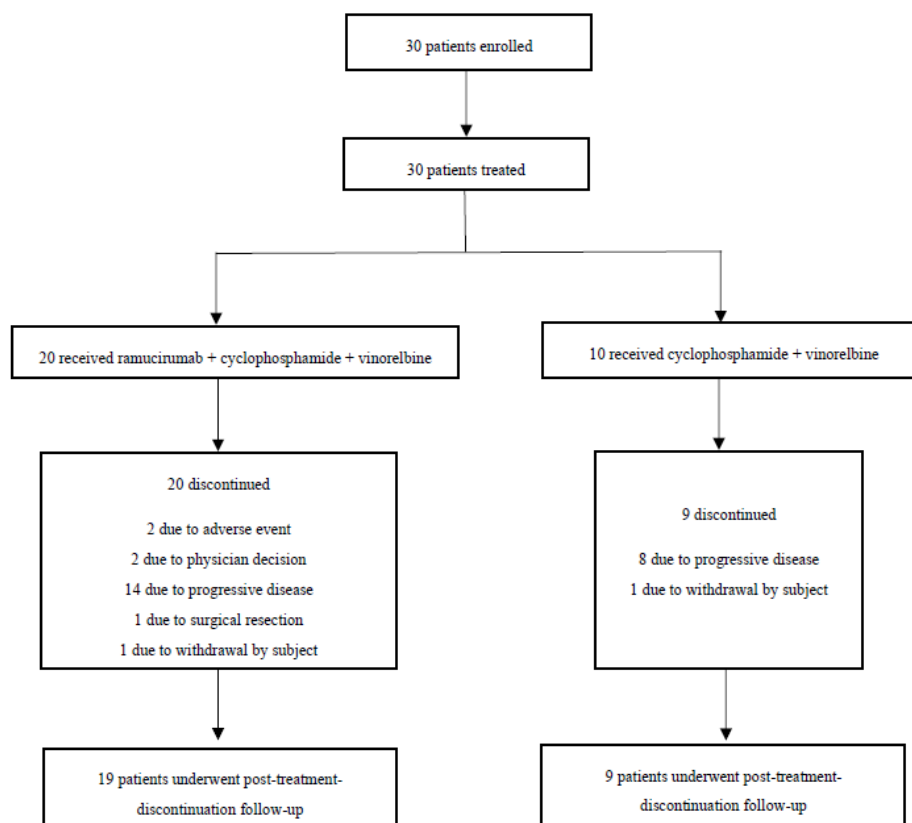 30 patients enrolled
30 patients treated
20 received ramucirumab + cyclophosphamide + vinorelbine
10 received cyclophosphamide + vinorelbine
20 discontinued
2 due to adverse event
2 due to physician decision
14 due to progressive disease
1 due to surgical resection
1 due to withdrawal by subject
9 discontinued
8 due to progressive disease
1 due to withdrawal by subject
19 patients underwent post-treatment-
discontinuation follow-up
9 patients underwent post-treatment-
discontinuation follow-up